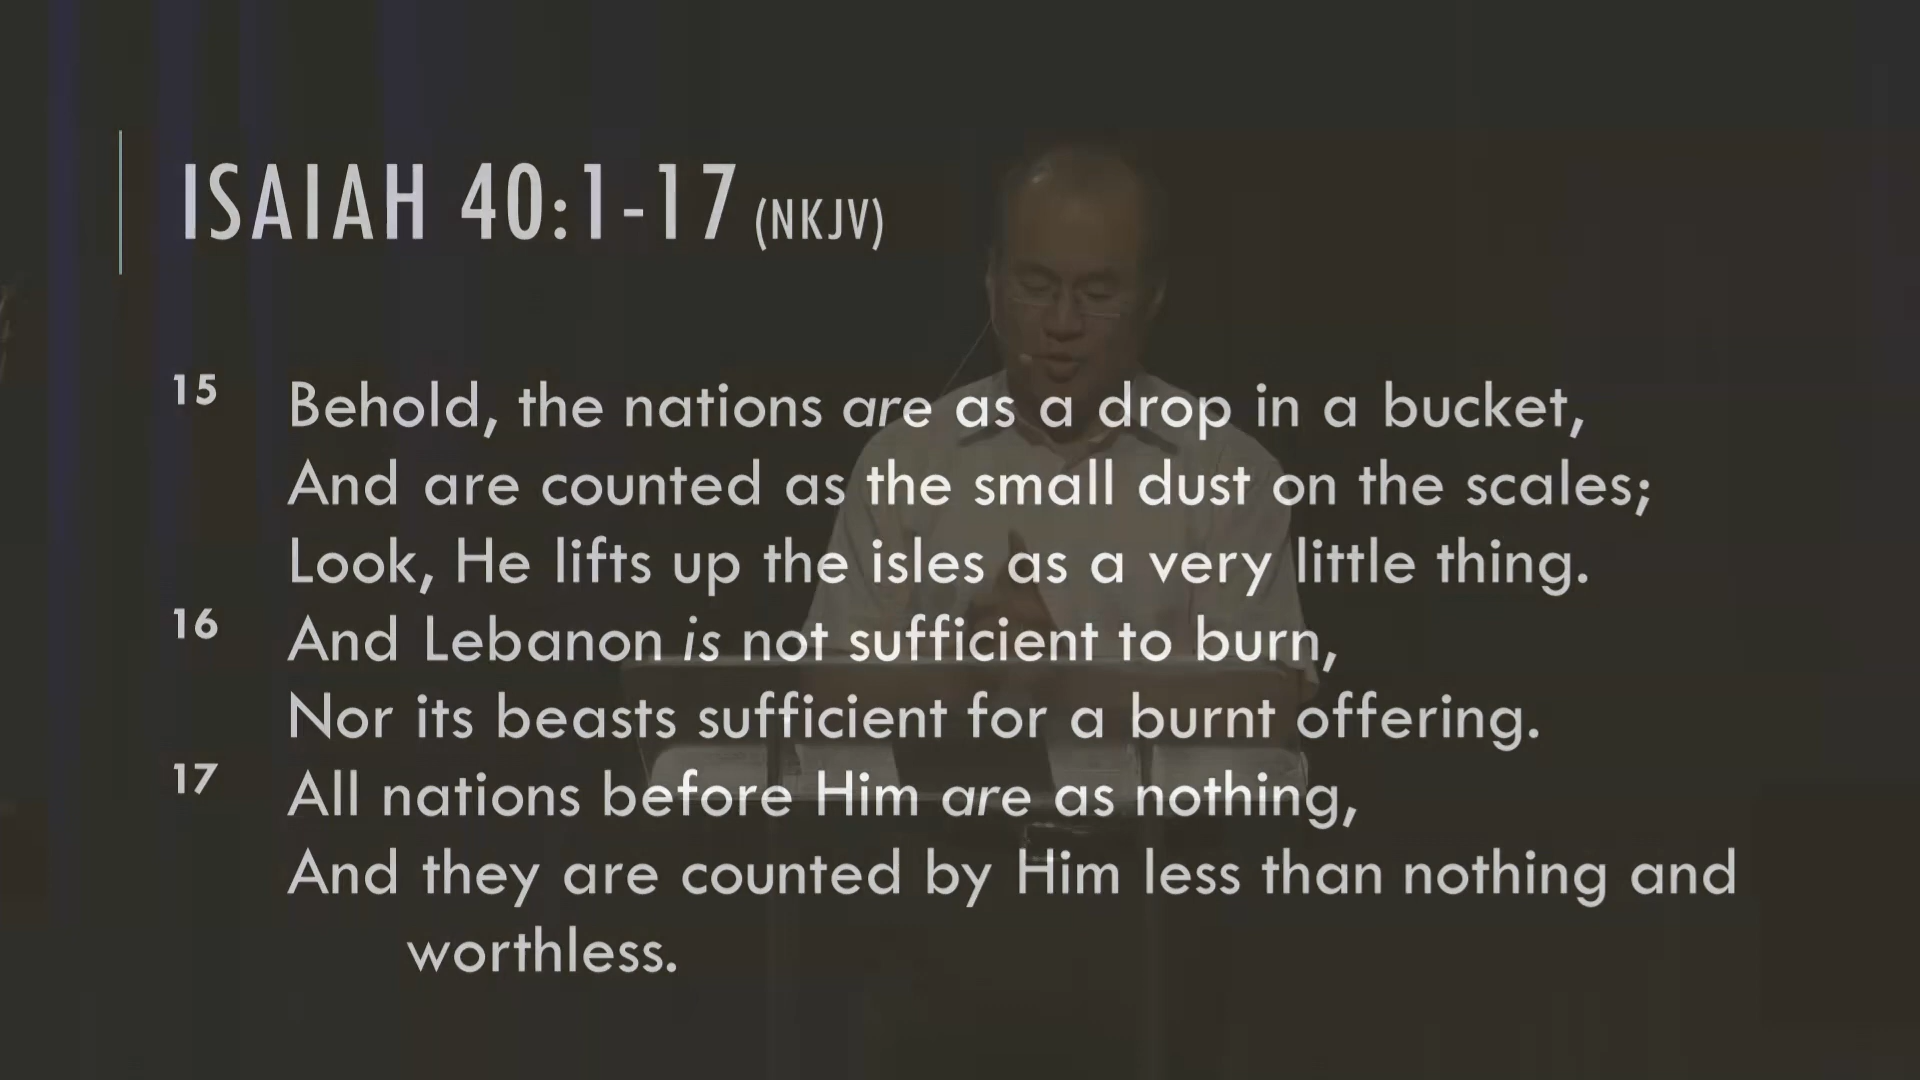 ISAIAH 40:1-17 (NKJV)
15 Behold, the nations are as a drop in a bucket,
And are counted as the small dust on the scales;
Look, He lifts up the isles as a very little thing.
16 And Lebanon is not sufficient to burn,
Nor its beasts sufficient for a burnt offering.
17 All nations before Him are as nothing,
And they are counted by Him less than nothing and
worthless.